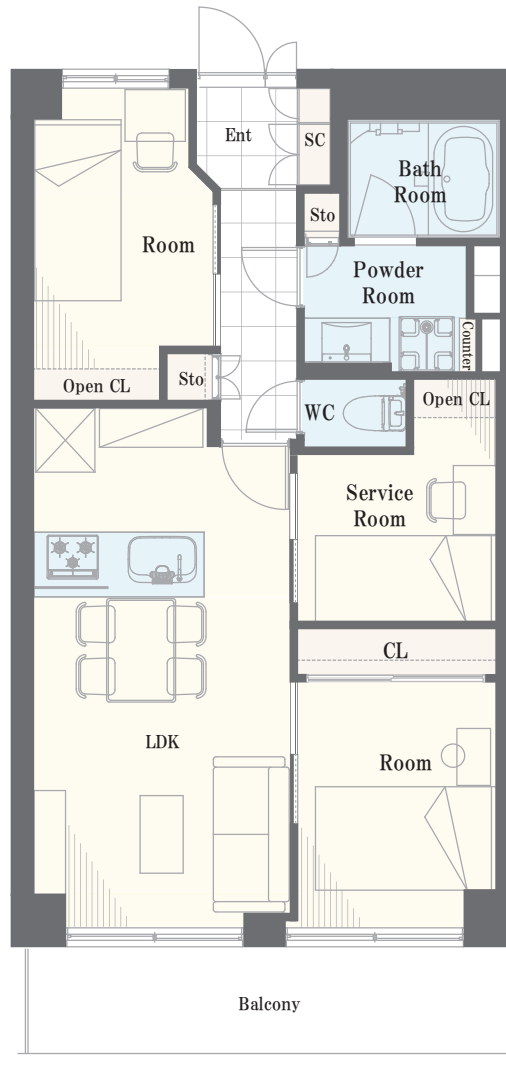 Ent
SC
Bath
Room
Sto
Room
Powder
Room
Counter
Sto
Open CL
WC
Open CL
Service
Room
CL
LDK
Room
Balcony